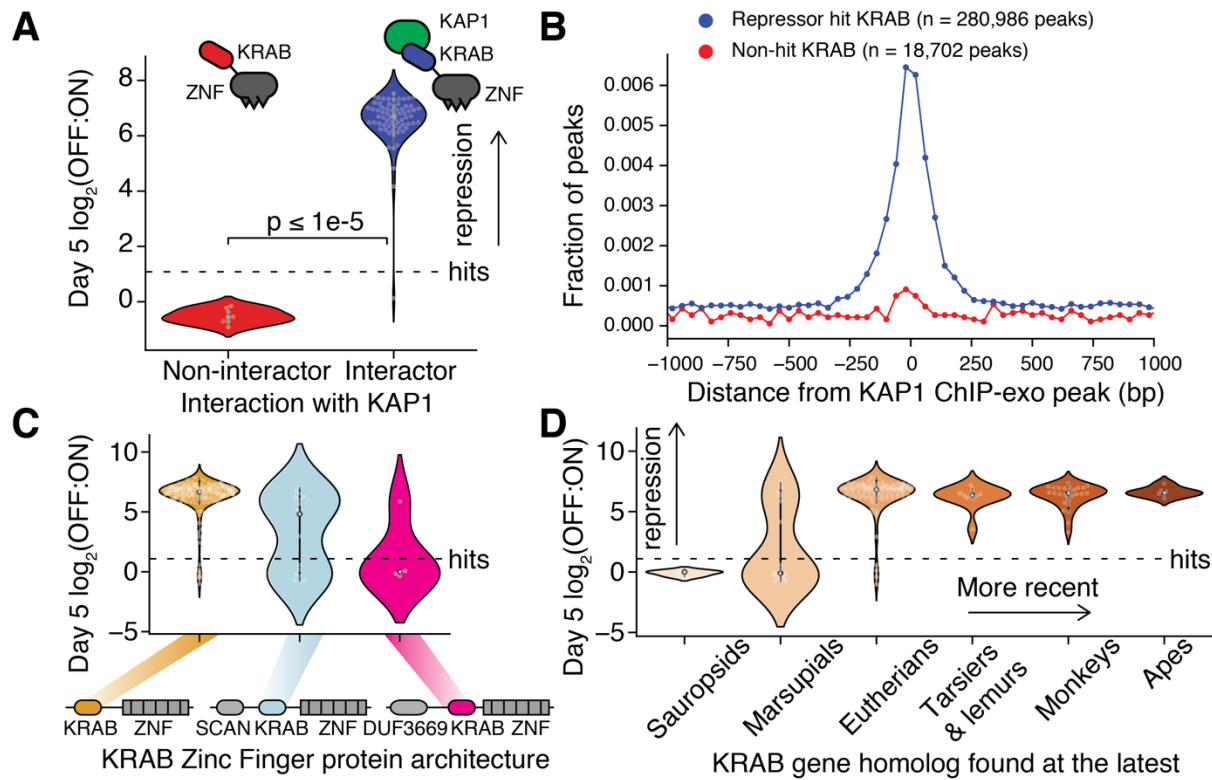 A
KAP1
KRAB
KRAB
ZNF
ZNF
Day 5 log2(OFF:ON)
8
6
4
2
0
p ≤ 1e-5
repression
hits
Non-interactor
Interactor
Interaction with KAP1
B
Repressor hit KRAB (n = 280,986 peaks)
Non-hit KRAB (n = 18,702 peaks)
Fraction of peaks
0.006
0.005
0.004
0.003
0.002
0.001
0.000
−1000 −750 −500 −250 0 250 500 750 1000
Distance from KAP1 ChIP-exo peak (bp)
C
Day 5 log2(OFF:ON)
10
5
0
−5
hits
KRAB ZNF
SCAN KRAB ZNF
DUF3669 KRAB ZNF
KRAB Zinc Finger protein architecture
D
Day 5 log2(OFF:ON)
10
5
0
−5
repression
hits
More recent
Sauropsids
Marsupials
Eutherians
Tarsiers
& lemurs
Monkeys
Apes
KRAB gene homolog found at the latest